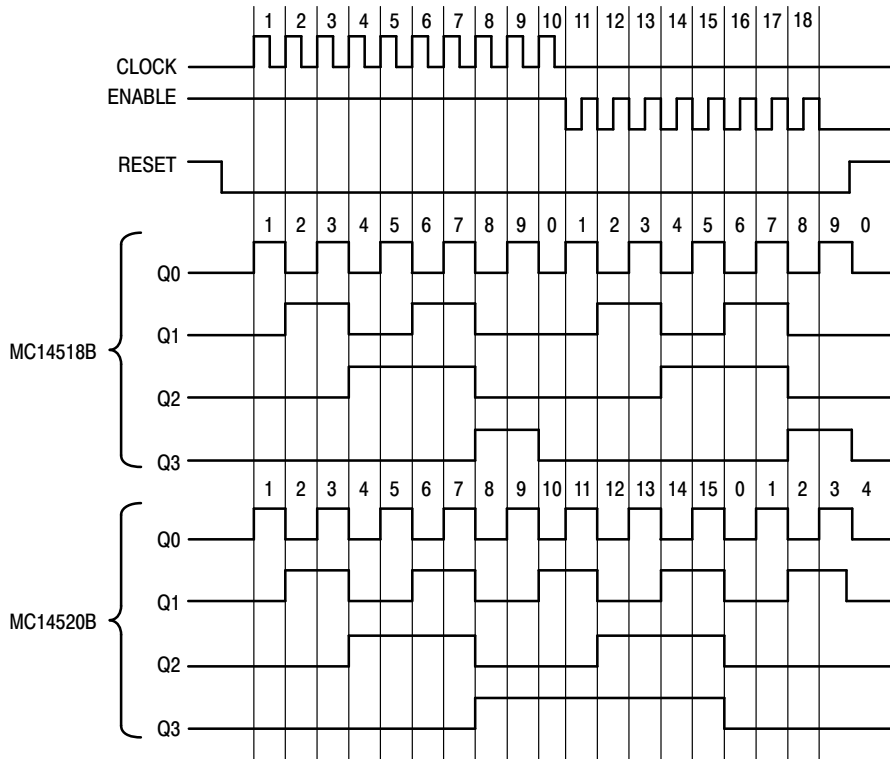 1 2 3 4 5 6 7 8 9 10 11 12 13 14 15 16 17 18
CLOCK
ENABLE
RESET
1 2 3 4 5 6 7 8 9 0 1 2 3 4 5 6 7 8 9 0
Q0
Q1
MC14518B
Q2
Q3
1 2 3 4 5 6 7 8 9 10 11 12 13 14 15 0 1 2 3 4
Q0
Q1
MC14520B
Q2
Q3